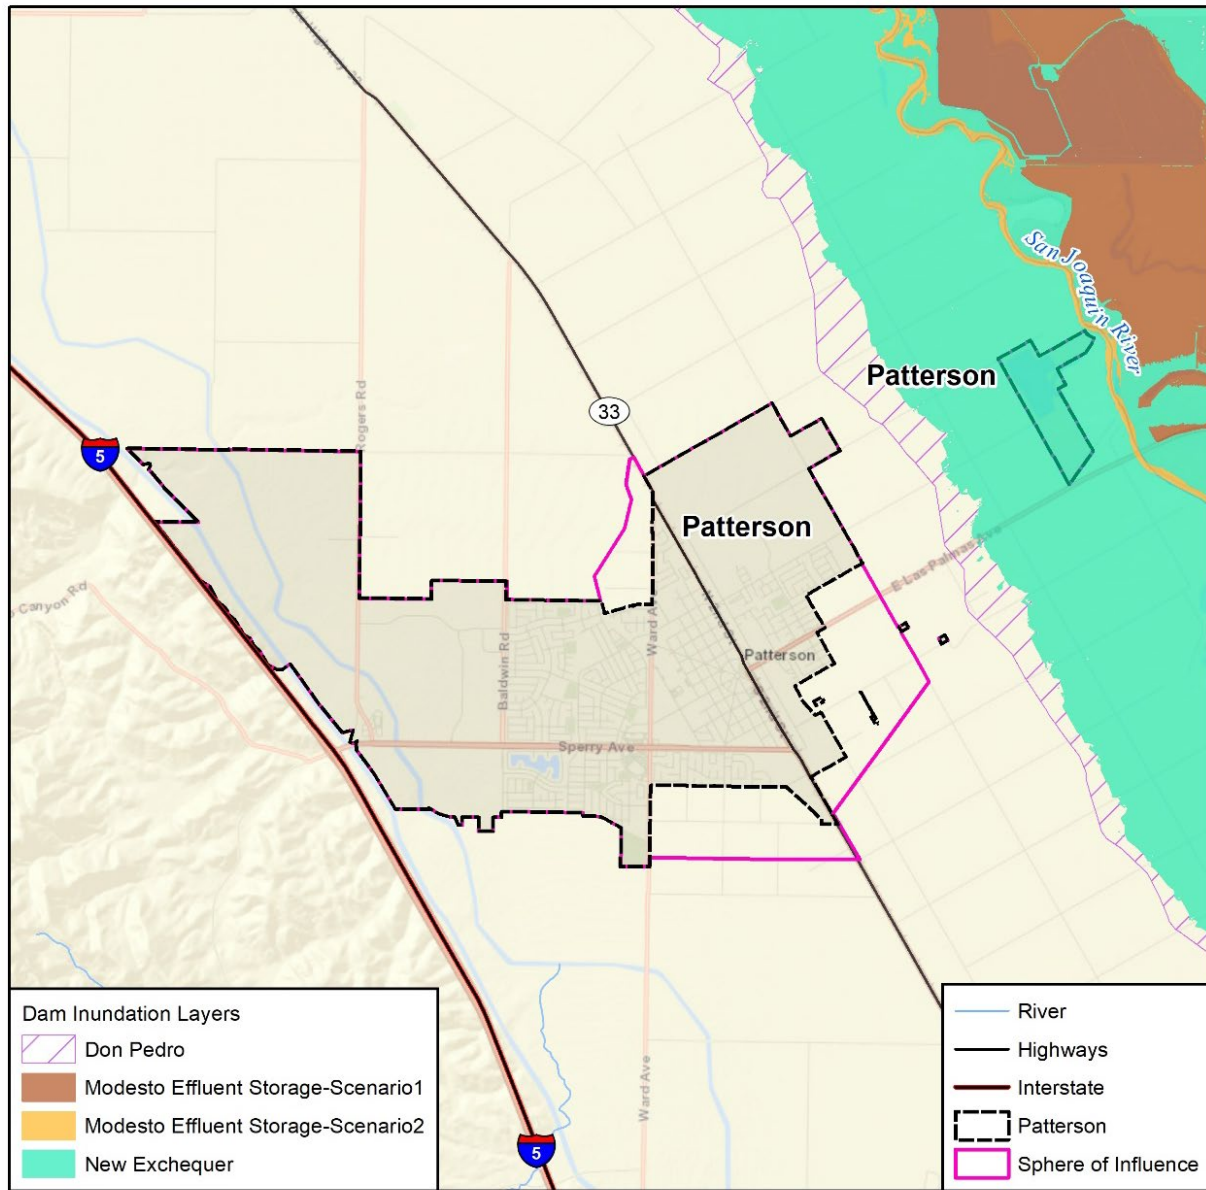 33
Rogers Rd
5
San Joaquin River
Patterson
Patterson
E Las Palmas Ave
Canyon Rd
Baldwin Rd
Ward Ave
Patterson
Sperry Ave
Ward Ave
5
Dam Inundation Layers
Don Pedro
Modesto Effluent Storage-Scenario1
Modesto Effluent Storage-Scenario2
New Exchequer
River
Highways
Interstate
Patterson
Sphere of Influence